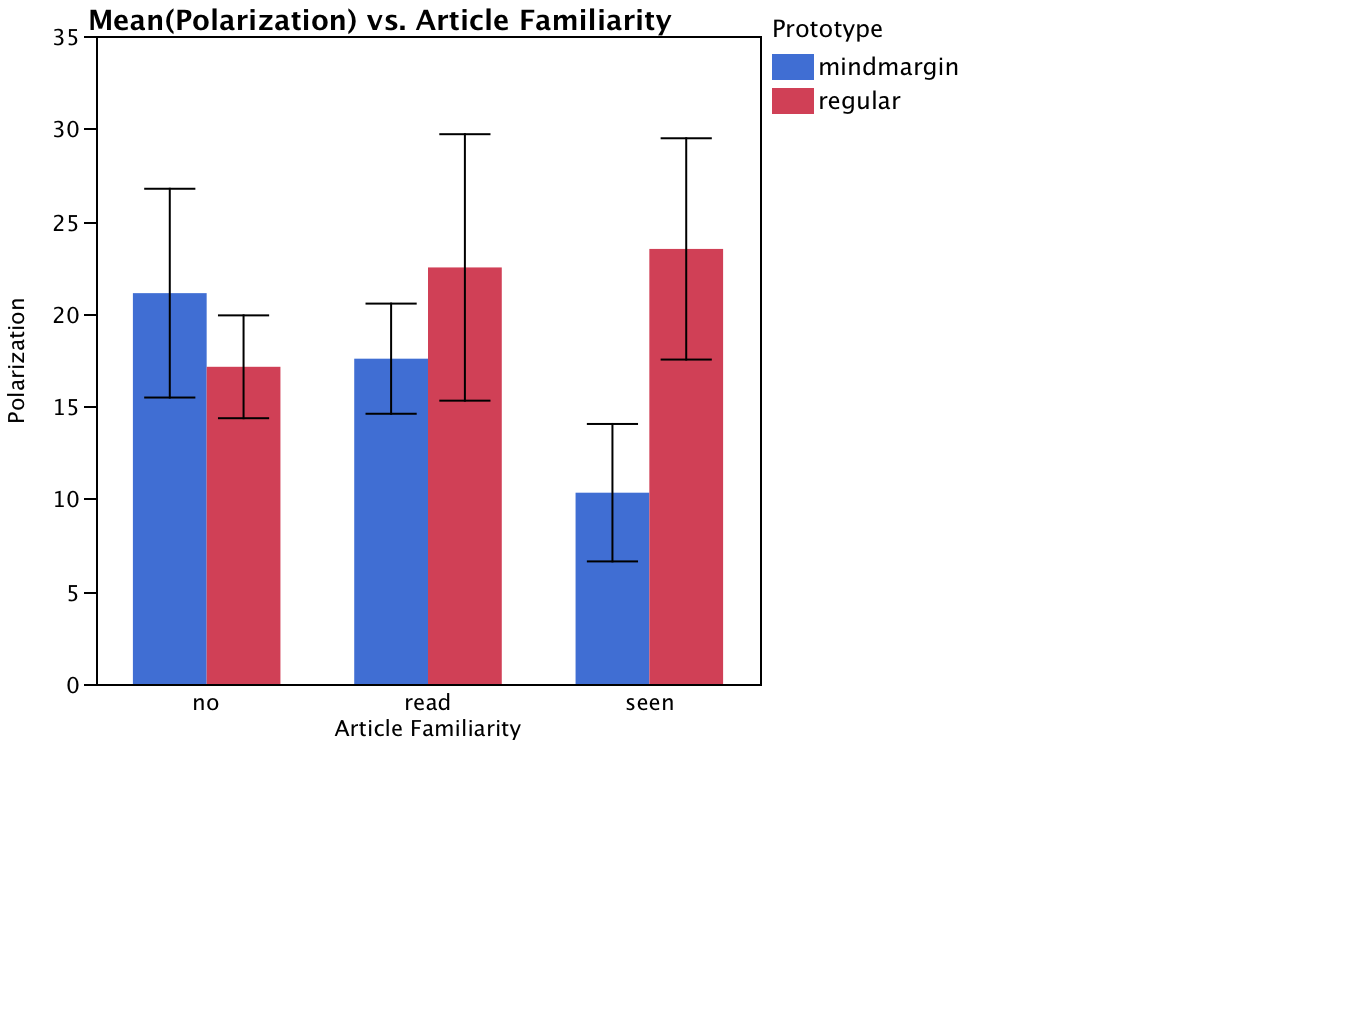 Mean(Polarization) vs. Article Familiarity
Prototype
mindmargin
regular
35
30
25
20
15
10
5
0
Polarization
no read seen
Article Familiarity